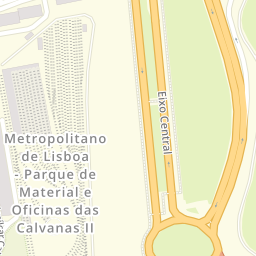 Eixo Central
Metropolitano
de Lisboa
Parque de
Material e
Oficinas das
Calvanas II